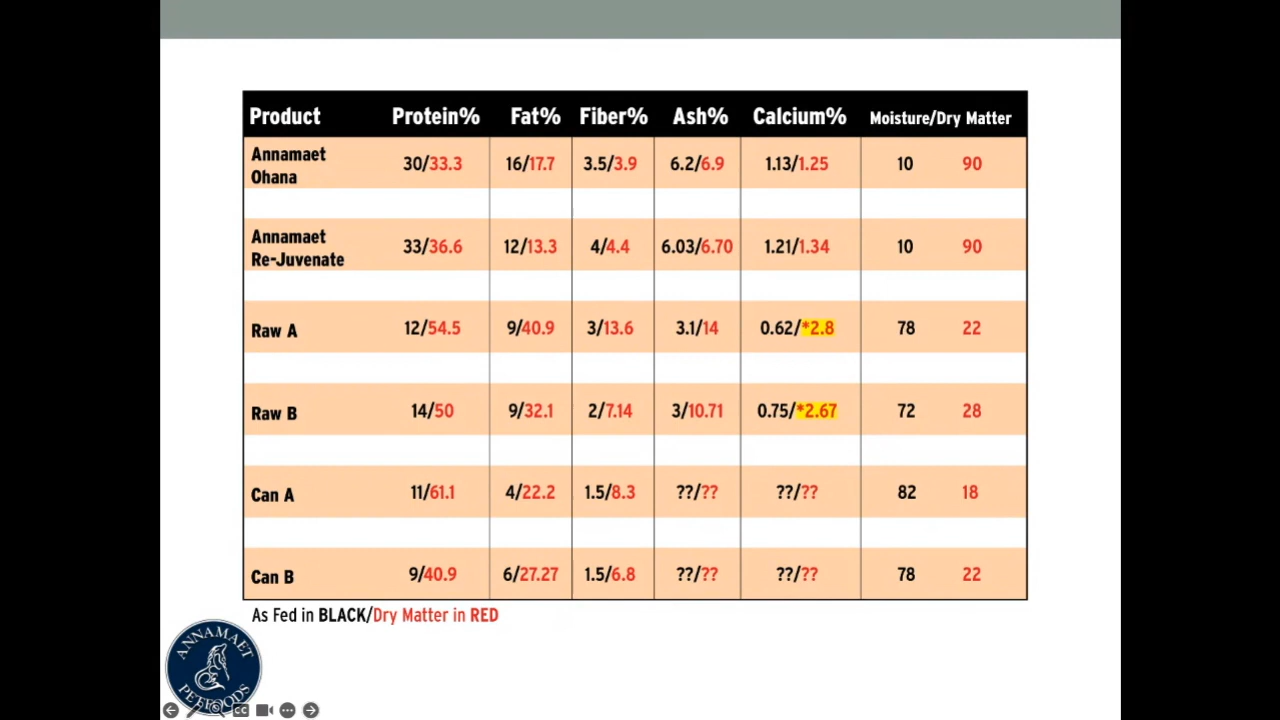 Product Protein% Fat% Fiber% Ash% Calcium% Moisture/Dry Matter
Annamaet
Ohana
30/33.3 16/17.7 3.5/3.9 6.2/6.9 1.13/1.25 10 90
Annamaet
Re-Juvenate
33/36.6 12/13.3 4/4.4 6.03/6.70 1.21/1.34 10 90
Raw A 12/54.5 9/40.9 3/13.6 3.1/14 0.62/*2.8 78 22
Raw B 14/50 9/32.1 2/7.14 3/10.71 0.75/*2.67 72 28
Can A 11/61.1 4/22.2 1.5/8.3 ??/?? ??/?? 82 18
Can B 9/40.9 6/27.27 1.5/6.8 ??/?? ??/?? 78 22
As Fed in BLACK/Dry Matter in RED
ANNAMAET
PETFOODS
CC